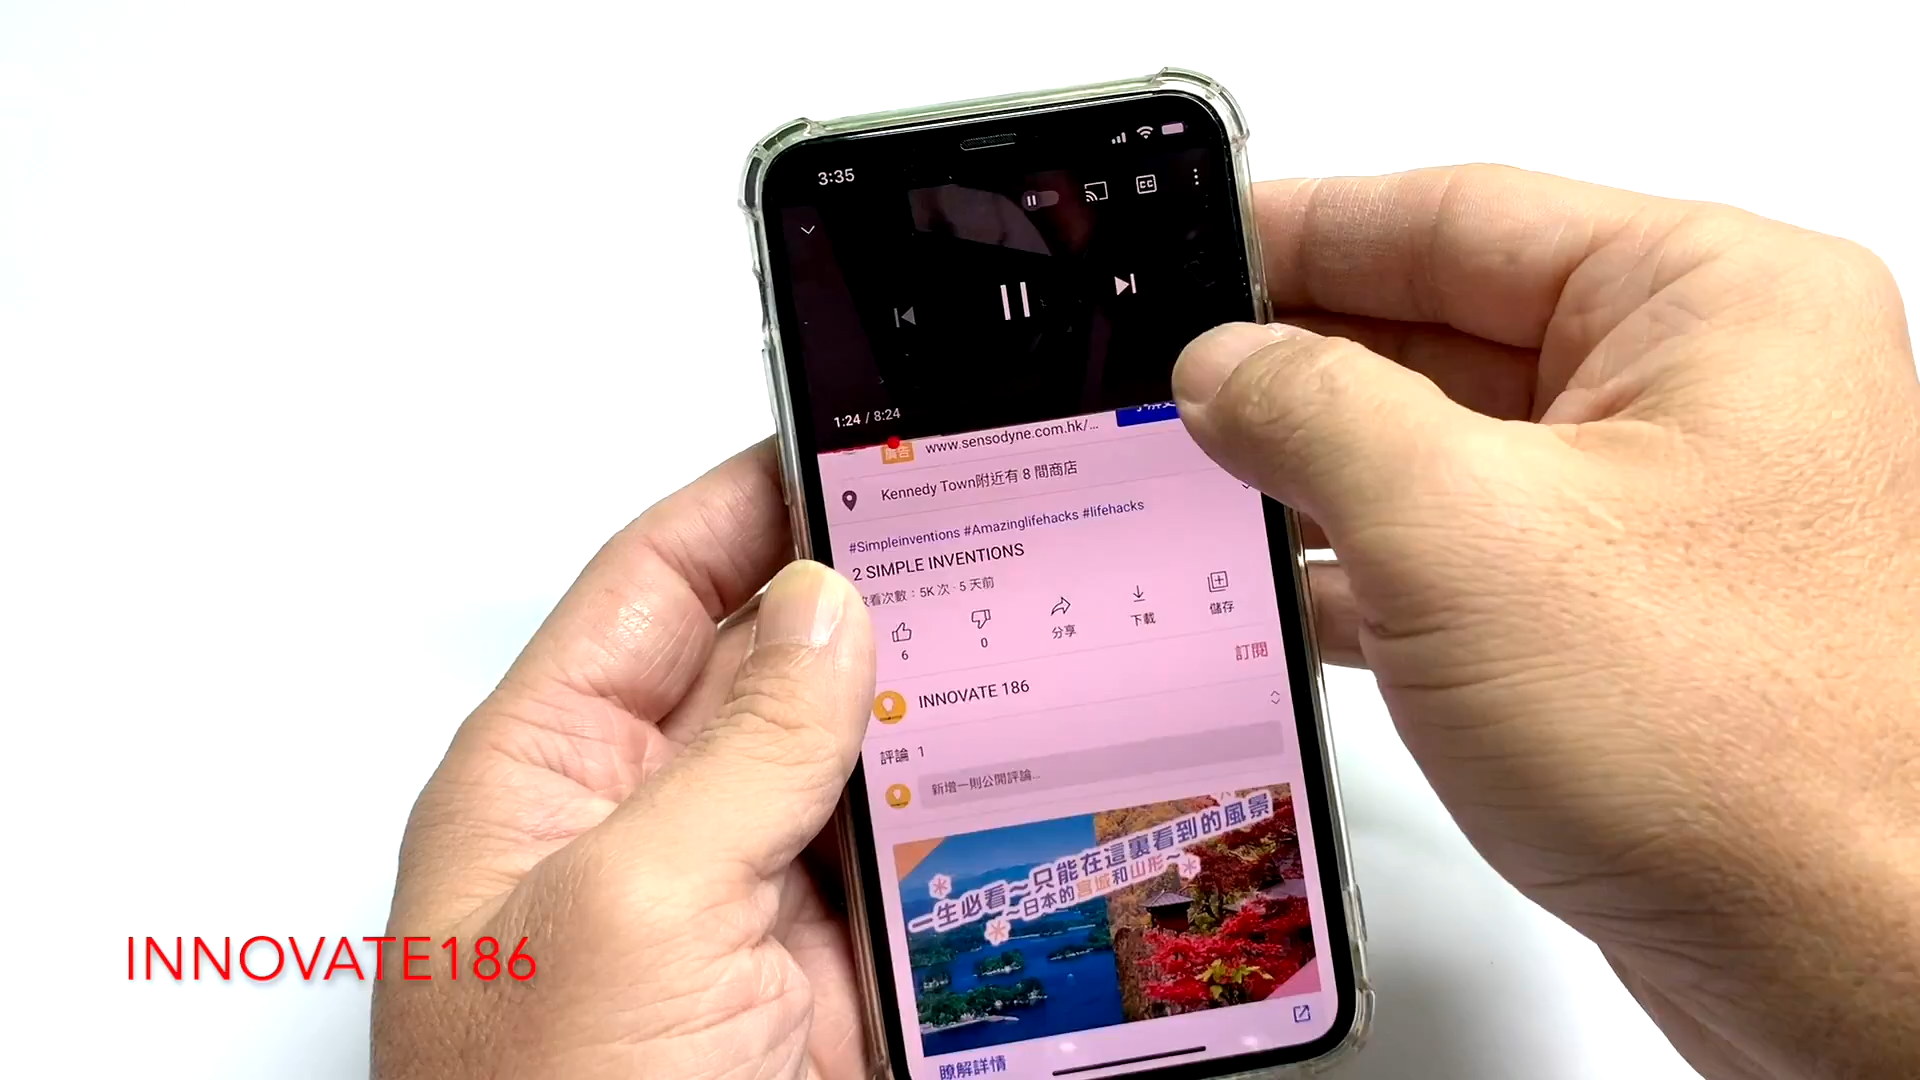 3:35
CC
1:24 / 8:24
廣告 www.sensodyne.com.hk/...
Kennedy Town附近有 8 間商店
#Simpleinventions #Amazinglifehacks #lifehacks
2 SIMPLE INVENTIONS
看次數：5K 次 · 5 天前
6
0
分享
下載
儲存
訂閱
INNOVATE 186
評論 1
新增一則公開評論...
一生必看~只能在這裏看到的風景
~日本的宮城和山形~
瞭解詳情
INNOVATE186